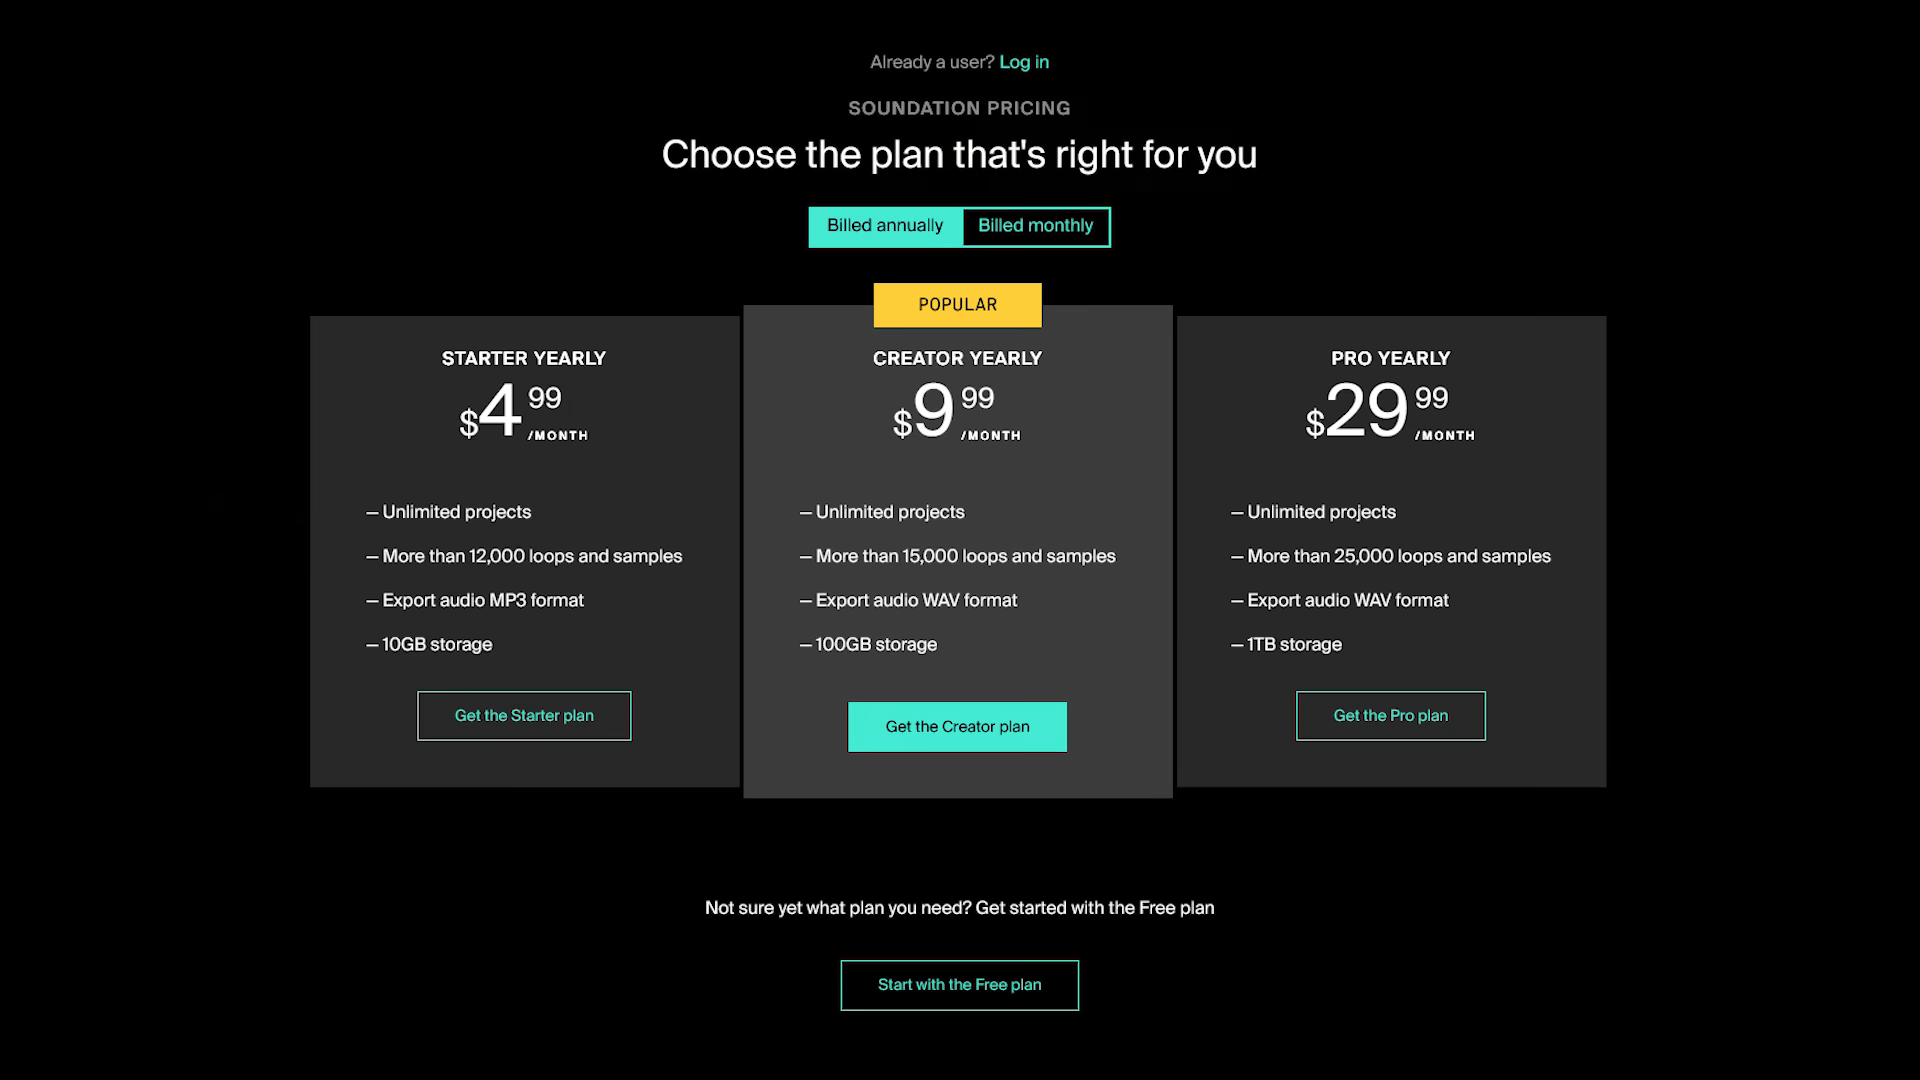 Already a user? Log in
SOUNDATION PRICING
Choose the plan that's right for you
Billed annually Billed monthly
POPULAR
STARTER YEARLY
$4 99
/MONTH
— Unlimited projects
— More than 12,000 loops and samples
— Export audio MP3 format
— 10GB storage
Get the Starter plan
CREATOR YEARLY
$9 99
/MONTH
— Unlimited projects
— More than 15,000 loops and samples
— Export audio WAV format
— 100GB storage
Get the Creator plan
PRO YEARLY
$29 99
/MONTH
— Unlimited projects
— More than 25,000 loops and samples
— Export audio WAV format
— 1TB storage
Get the Pro plan
Not sure yet what plan you need? Get started with the Free plan
Start with the Free plan